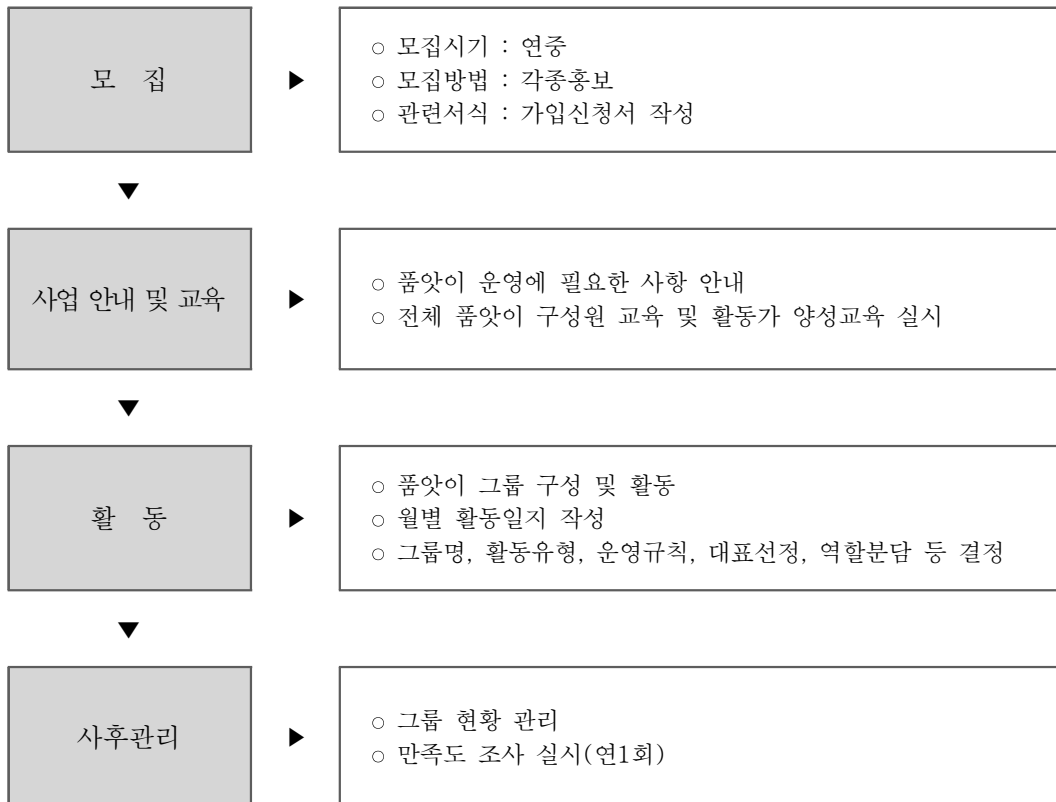 모 집
▶
○ 모집시기 : 연중
○ 모집방법 : 각종홍보
○ 관련서식 : 가입신청서 작성
▼
사업 안내 및 교육
▶
○ 품앗이 운영에 필요한 사항 안내
○ 전체 품앗이 구성원 교육 및 활동가 양성교육 실시
▼
활 동
▶
○ 품앗이 그룹 구성 및 활동
○ 월별 활동일지 작성
○ 그룹명, 활동유형, 운영규칙, 대표선정, 역할분담 등 결정
▼
사후관리
▶
○ 그룹 현황 관리
○ 만족도 조사 실시(연1회)